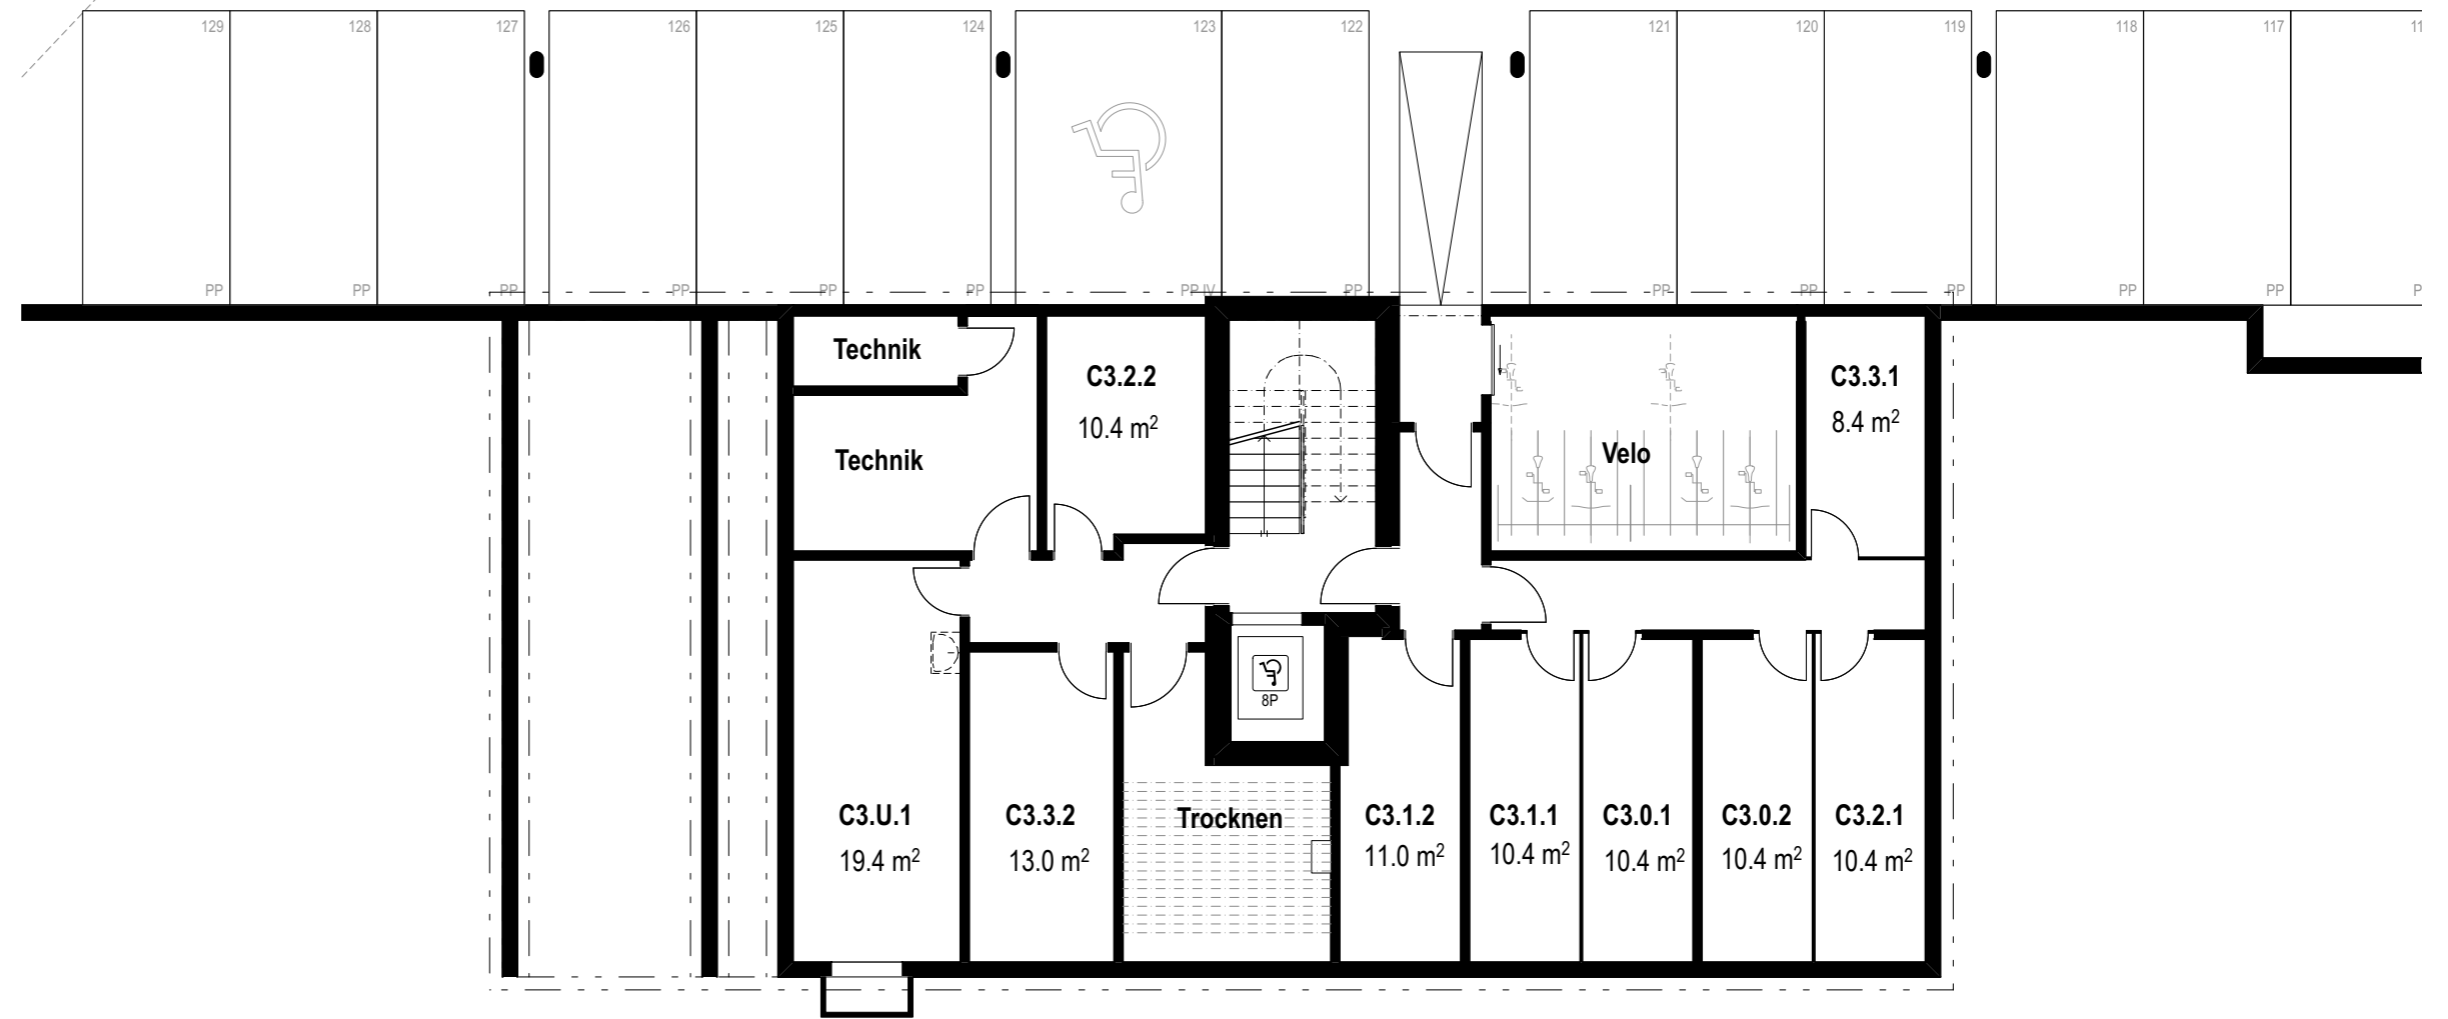 129
128
127
126
125
124
123
122
121
120
119
118
117
PP
PP
PP
PP
PP
PP
PP IV
PP
PP
PP
PP
PP
PP
Technik
C3.2.2
10.4 m²
C3.3.1
8.4 m²
Technik
Velo
8P
C3.U.1
19.4 m²
C3.3.2
13.0 m²
Trocknen
C3.1.2
11.0 m²
C3.1.1
10.4 m²
C3.0.1
10.4 m²
C3.0.2
10.4 m²
C3.2.1
10.4 m²